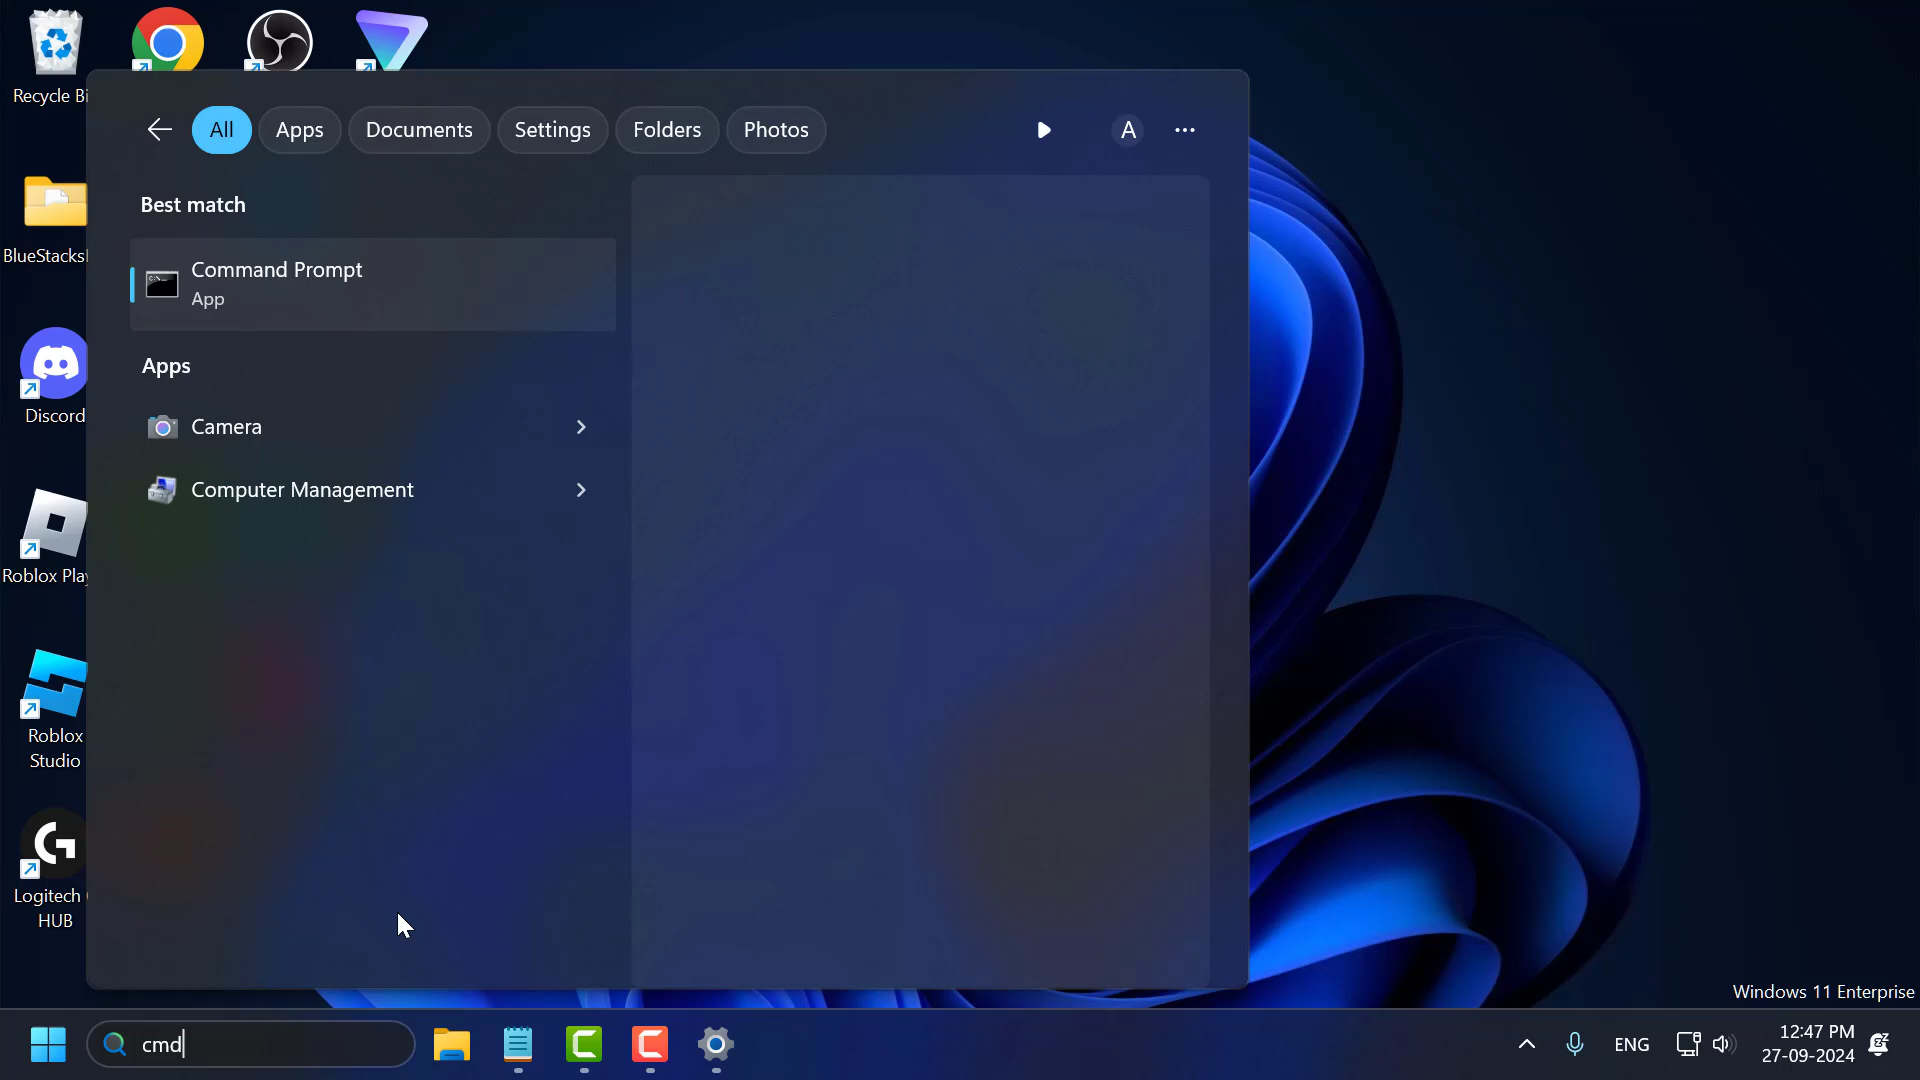 Recycle Bi
BlueStacks
Discord
Roblox Play
Roblox
Studio
Logitech
HUB
All
Apps
Documents
Settings
Folders
Photos
A
Best match
Command Prompt
App
Apps
Camera
Computer Management
Windows 11 Enterprise
cmd
ENG
12:47 PM
27-09-2024